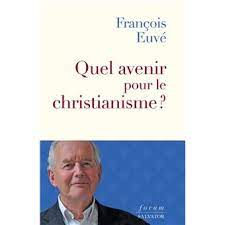 François
Euvé
Quel avenir
pour le
christianisme ?
forum
SALVATOR